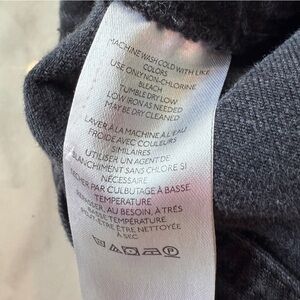 MACHINE WASH COLD WITH LIKE
COLORS
USE ONLY NON-CHLORINE
BLEACH
TUMBLE DRY LOW
LOW IRON AS NEEDED
MAY BE DRY CLEANED
LAVER À LA MACHINE À L'EAU
FROIDE AVEC COULEURS
SIMILAIRES
UTILISER UN AGENT DE
BLANCHIMENT SANS CHLORE SI
NÉCESSAIRE
SÉCHER PAR CULBUTAGE À BASSE
TEMPÉRATURE
REPASSER, AU BESOIN, À TRÉS
BASSE TEMPÉRATURE
PEUT ÊTRE ÊTRE NETTOYÉE
À SEC